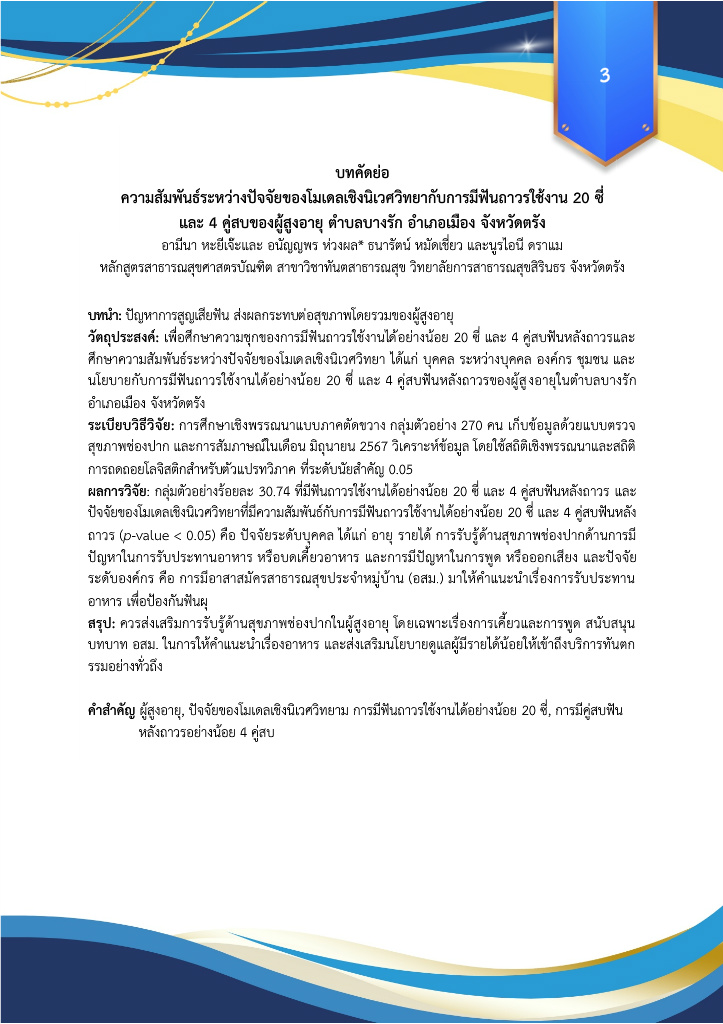 3
บทคัดย่อ
ความสัมพันธ์ระหว่างปัจจัยของโมเดลเชิงนิเวศวิทยากับการมีฟันถาวรใช้งาน 20 ซี่
และ 4 คู่สบของผู้สูงอายุ ตำบลบางรัก อำเภอเมือง จังหวัดตรัง
อามีนา หะยีเจ๊ะและ อนัญญพร ห่วงผล* ธนารัตน์ หมัดเชี่ยว และนูรไอนี ดราแม
หลักสูตรสาธารณสุขศาสตรบัณฑิต สาขาวิชาทันตสาธารณสุข วิทยาลัยการสาธารณสุขสิรินธร จังหวัดตรัง
บทนำ: ปัญหาการสูญเสียฟัน ส่งผลกระทบต่อสุขภาพโดยรวมของผู้สูงอายุ
วัตถุประสงค์: เพื่อศึกษาความชุกของการมีฟันถาวรใช้งานได้อย่างน้อย 20 ซี่ และ 4 คู่สบฟันหลังถาวรและ
ศึกษาความสัมพันธ์ระหว่างปัจจัยของโมเดลเชิงนิเวศวิทยา ได้แก่ บุคคล ระหว่างบุคคล องค์กร ชุมชน และ
นโยบายกับการมีฟันถาวรใช้งานได้อย่างน้อย 20 ซี่ และ 4 คู่สบฟันหลังถาวรของผู้สูงอายุในตำบลบางรัก
อำเภอเมือง จังหวัดตรัง
ระเบียบวิธีวิจัย: การศึกษาเชิงพรรณนาแบบภาคตัดขวาง กลุ่มตัวอย่าง 270 คน เก็บข้อมูลด้วยแบบตรวจ
สุขภาพช่องปาก และการสัมภาษณ์ในเดือน มิถุนายน 2567 วิเคราะห์ข้อมูล โดยใช้สถิติเชิงพรรณนาและสถิติ
การถดถอยโลจิสติกสำหรับตัวแปรทวิภาค ที่ระดับนัยสำคัญ 0.05
ผลการวิจัย: กลุ่มตัวอย่างร้อยละ 30.74 ที่มีฟันถาวรใช้งานได้อย่างน้อย 20 ซี่ และ 4 คู่สบฟันหลังถาวร และ
ปัจจัยของโมเดลเชิงนิเวศวิทยาที่มีความสัมพันธ์กับการมีฟันถาวรใช้งานได้อย่างน้อย 20 ซี่ และ 4 คู่สบฟันหลัง
ถาวร (p-value < 0.05) คือ ปัจจัยระดับบุคคล ได้แก่ อายุ รายได้ การรับรู้ด้านสุขภาพช่องปากด้านการมี
ปัญหาในการรับประทานอาหาร หรือบดเคี้ยวอาหาร และการมีปัญหาในการพูด หรือออกเสียง และปัจจัย
ระดับองค์กร คือ การมีอาสาสมัครสาธารณสุขประจำหมู่บ้าน (อสม.) มาให้คำแนะนำเรื่องการรับประทาน
อาหาร เพื่อป้องกันฟันผุ
สรุป: ควรส่งเสริมการรับรู้ด้านสุขภาพช่องปากในผู้สูงอายุ โดยเฉพาะเรื่องการเคี้ยวและการพูด สนับสนุน
บทบาท อสม. ในการให้คำแนะนำเรื่องอาหาร และส่งเสริมนโยบายดูแลผู้มีรายได้น้อยให้เข้าถึงบริการทันตก
รรมอย่างทั่วถึง
คำสำคัญ ผู้สูงอายุ, ปัจจัยของโมเดลเชิงนิเวศวิทยาม การมีฟันถาวรใช้งานได้อย่างน้อย 20 ซี่, การมีคู่สบฟัน
หลังถาวรอย่างน้อย 4 คู่สบ